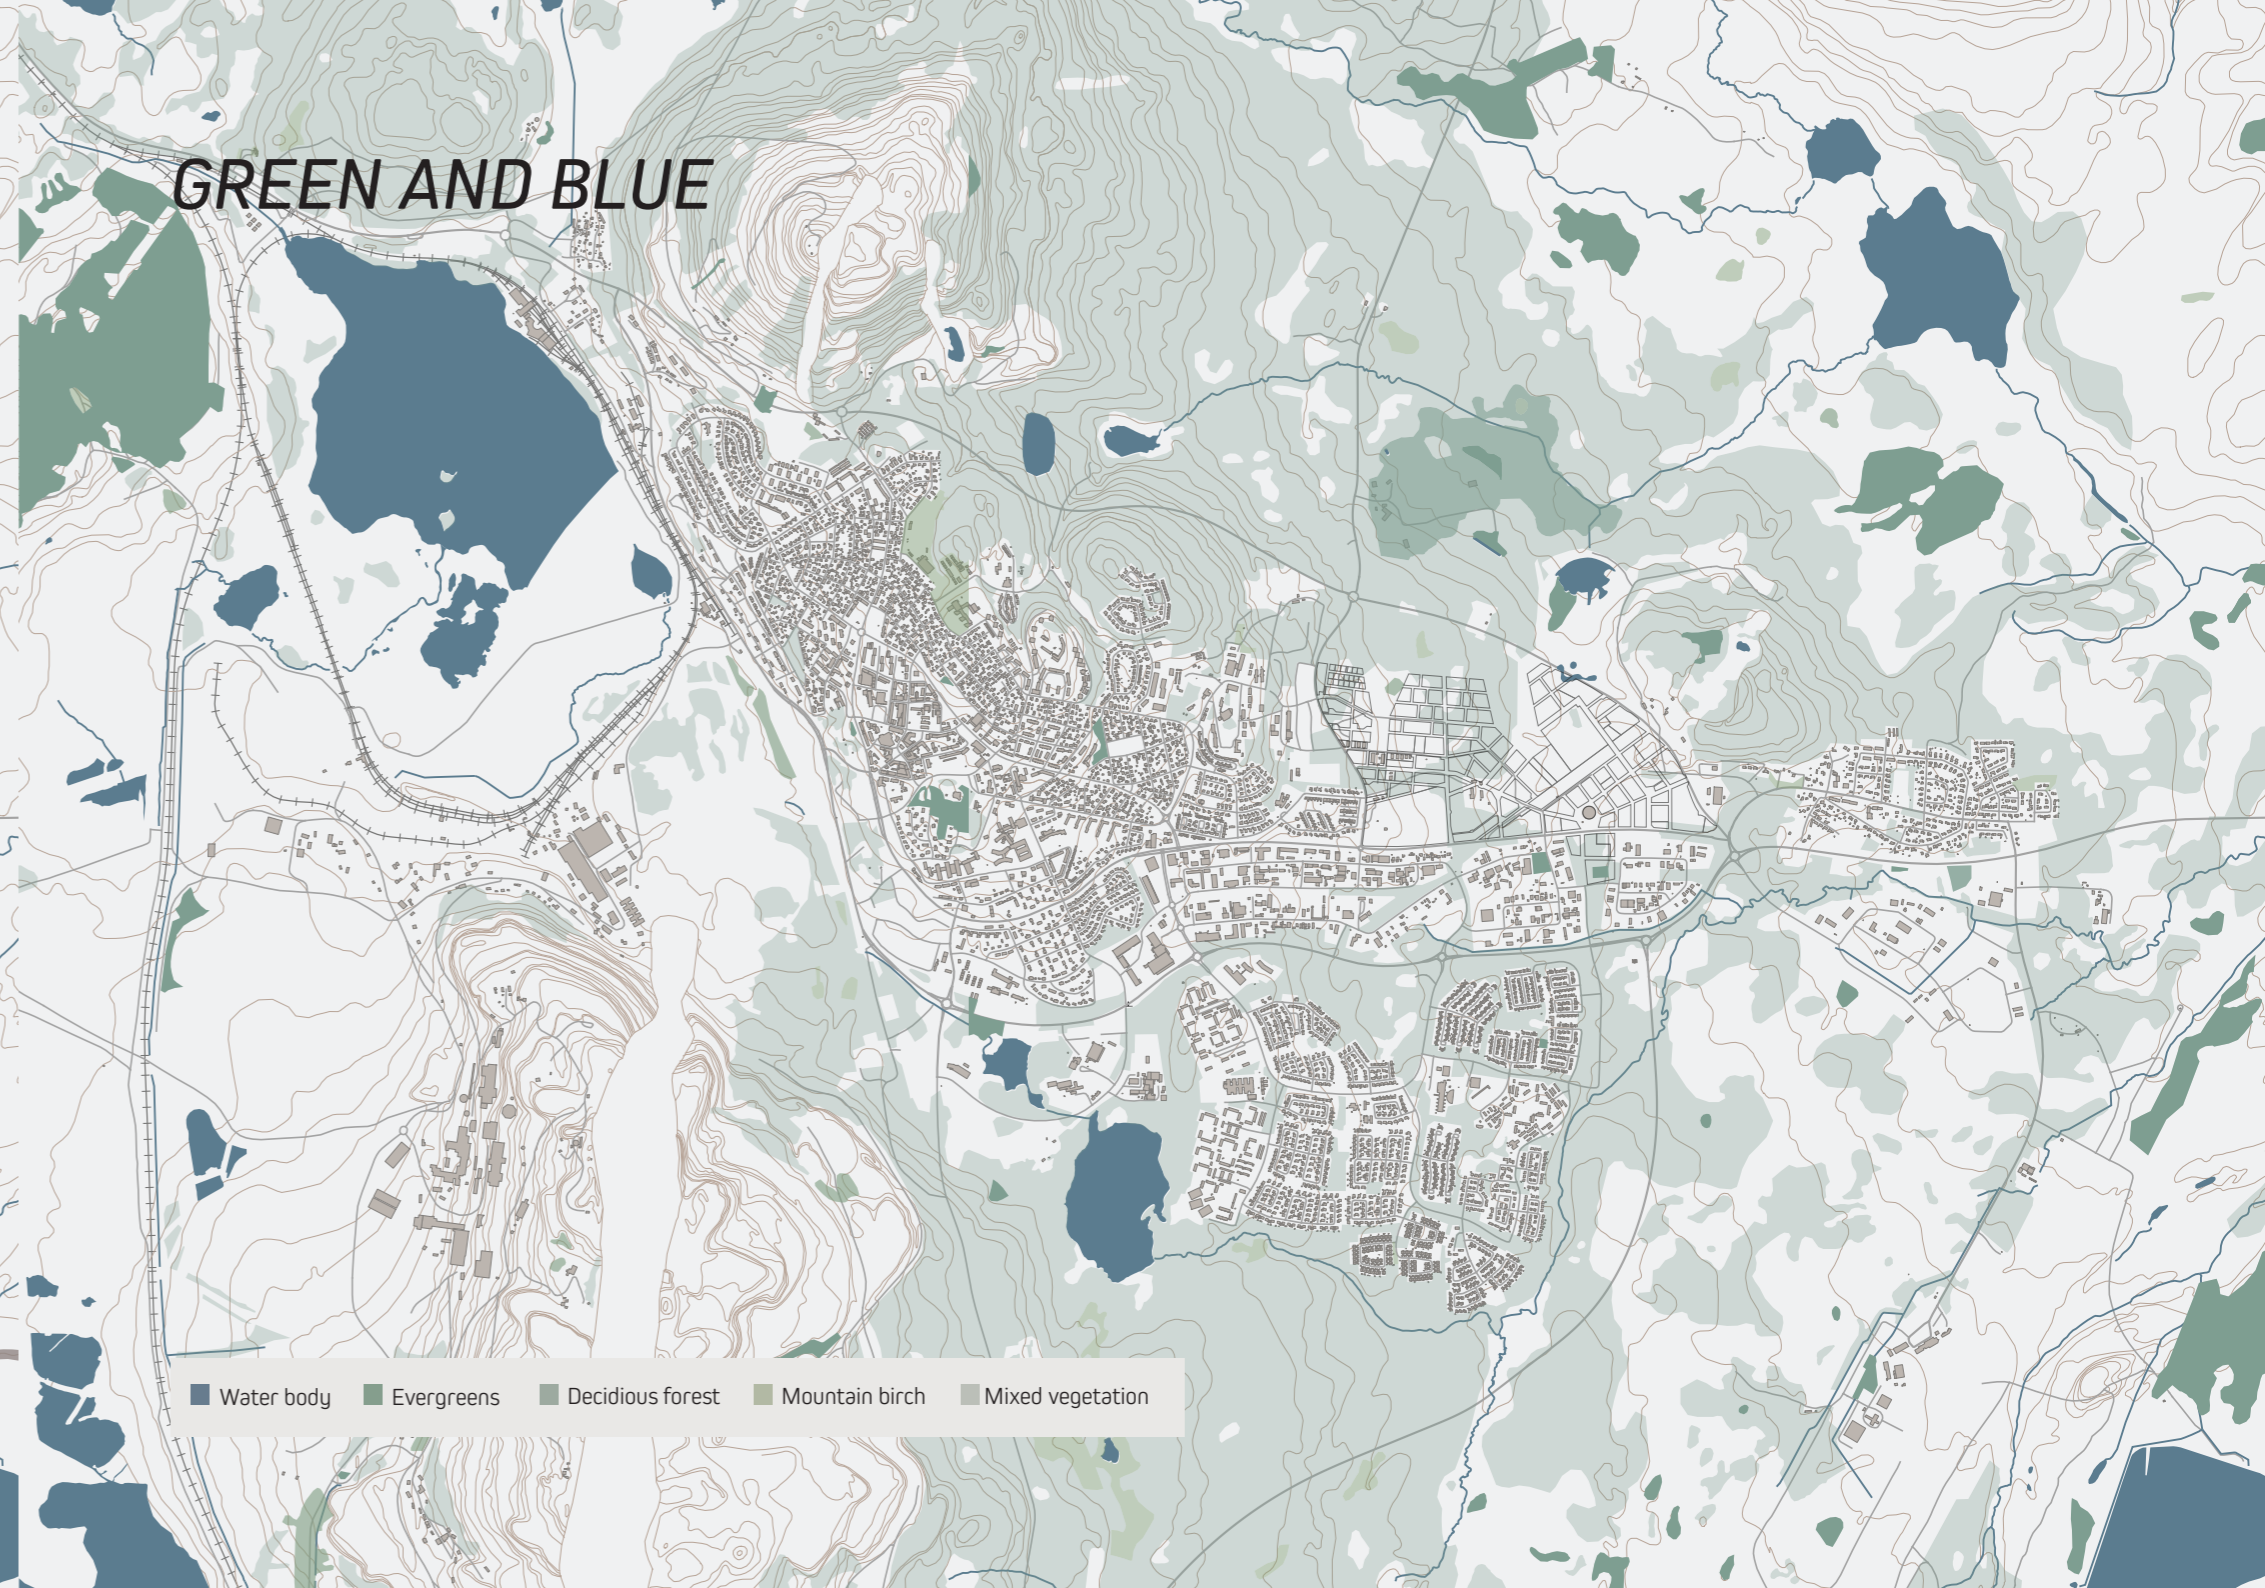 GREEN AND BLUE
Water body
Evergreens
Decidious forest
Mountain birch
Mixed vegetation